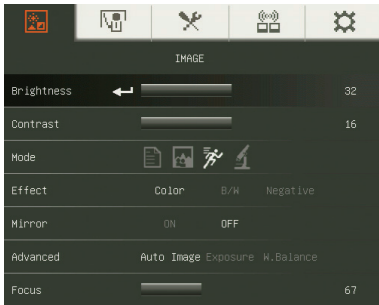 IMAGE
Brightness 32
Contrast 16
Mode
Effect Color B/W Negative
Mirror ON OFF
Advanced Auto Image Exposure W.Balance
Focus 67